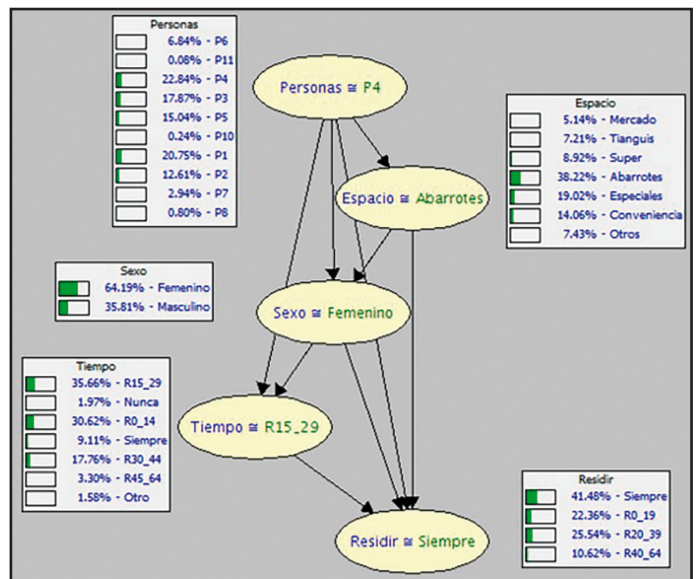 Personas
6.84% - P6
0.08% - P11
22.84% - P4
17.87% - P3
15.04% - P5
0.24% - P10
20.75% - P1
12.61% - P2
2.94% - P7
0.80% - P8
Personas ≅ P4
Espacio
5.14% - Mercado
7.21% - Tianguis
8.92% - Super
38.22% - Abarrotes
19.02% - Especiales
14.06% - Conveniencia
7.43% - Otros
Espacio ≅ Abarrotes
Sexo
64.19% - Femenino
35.81% - Masculino
Sexo ≅ Femenino
Tiempo
35.66% - R15_29
1.97% - Nunca
30.62% - R0_14
9.11% - Siempre
17.76% - R30_44
3.30% - R45_64
1.58% - Otro
Tiempo ≅ R15_29
Residir
41.48% - Siempre
22.36% - R0_19
25.54% - R20_39
10.62% - R40_64
Residir ≅ Siempre